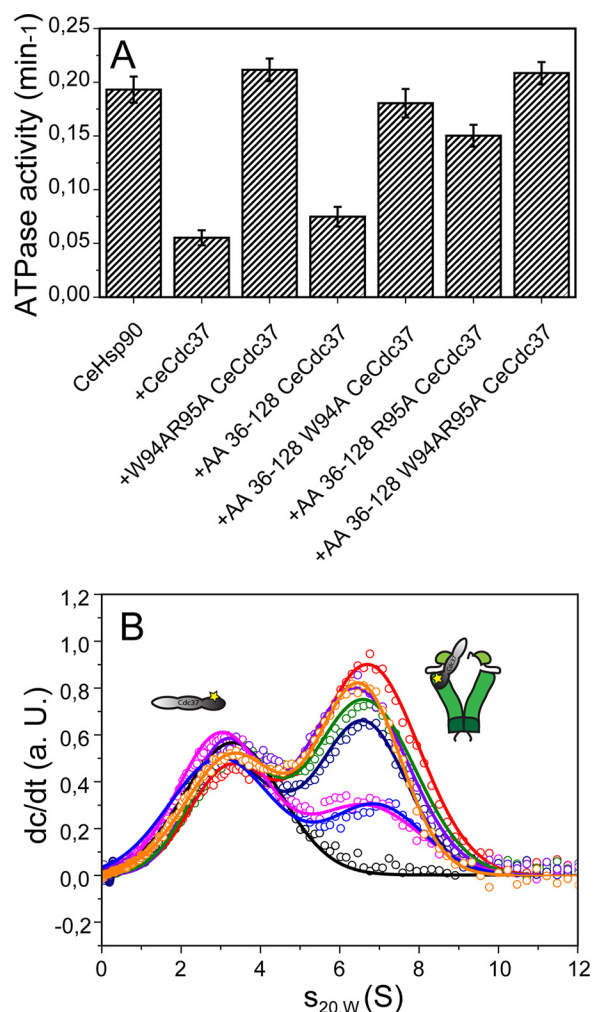 A
ATPase activity (min-1)
0,25
0,20
0,15
0,10
0,05
0,00
CeHsp90
+CeCdc37
+W94AR95A CeCdc37
+AA 36-128 CeCdc37
+AA 36-128 W94A CeCdc37
+AA 36-128 R95A CeCdc37
+AA 36-128 W94AR95A CeCdc37
B
dc/dt (a. U.)
1,2
1,0
0,8
0,6
0,4
0,2
0,0
-0,2
Cdc37
Cdc37
0 2 4 6 8 10 12
s20,W (S)